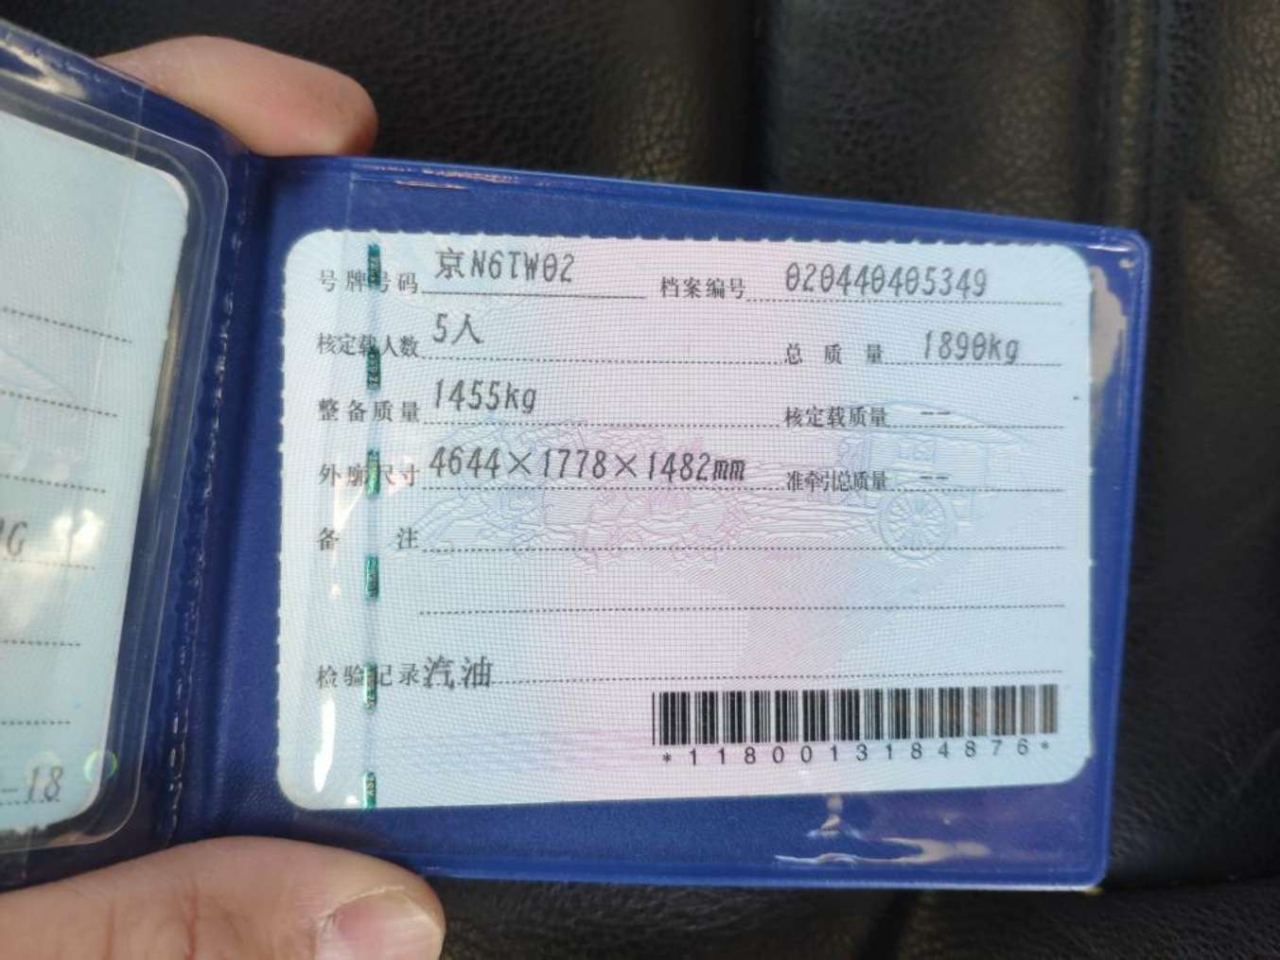 号牌号码 京N6TW02 档案编号 020440405349
核定载人数 5人 总质量 1890kg
整备质量 1455kg 核定载质量 --
外廓尺寸 4644×1778×1482mm 准牵引总质量 --
备注
检验记录 汽油
*1180013184876*
G
-18